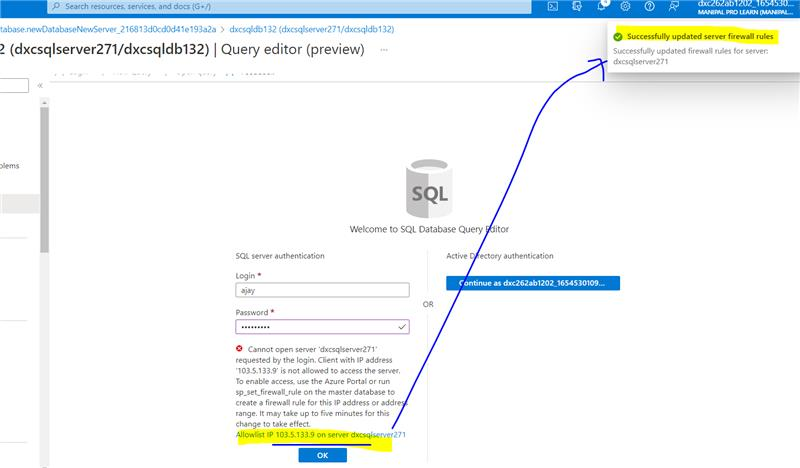 Search resources, services, and docs (G+/)
dxc262ab1202_1654530...
MANIPAL PRO LEARN (MANIPAL...
atabase.newDatabaseNewServer_216813d0cd0d41e193a2a > dxcsqldb132 (dxcsqlserver271/dxcsqldb132)
2 (dxcsqlserver271/dxcsqldb132) | Query editor (preview) ...
Successfully updated server firewall rules
Successfully updated firewall rules for server:
dxcsqlserver271
oblems
SQL
Welcome to SQL Database Query Editor
SQL server authentication
Active Directory authentication
Login *
ajay
Continue as dxc262ab1202_1654530109...
OR
Password *
•••••••••
Cannot open server 'dxcsqlserver271'
requested by the login. Client with IP address
'103.5.133.9' is not allowed to access the server.
To enable access, use the Azure Portal or run
sp_set_firewall_rule on the master database to
create a firewall rule for this IP address or address
range. It may take up to five minutes for this
change to take effect.
Allowlist IP 103.5.133.9 on server dxcsqlserver271
OK